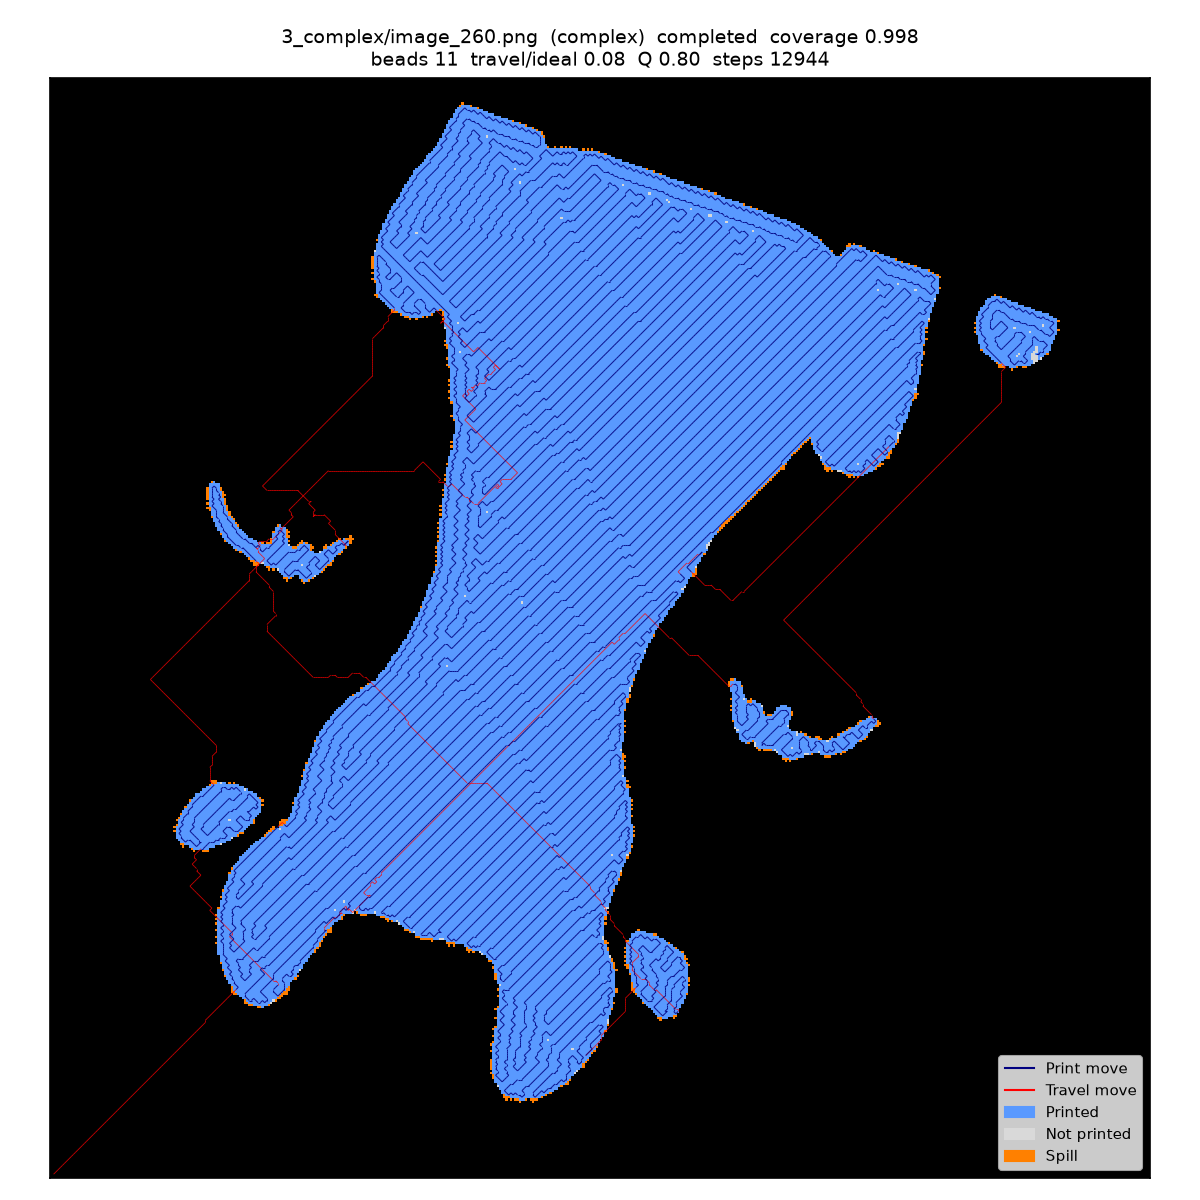 3_complex/image_260.png  (complex)  completed  coverage 0.998
beads 11  travel/ideal 0.08  Q 0.80  steps 12944
Print move
Travel move
Printed
Not printed
Spill